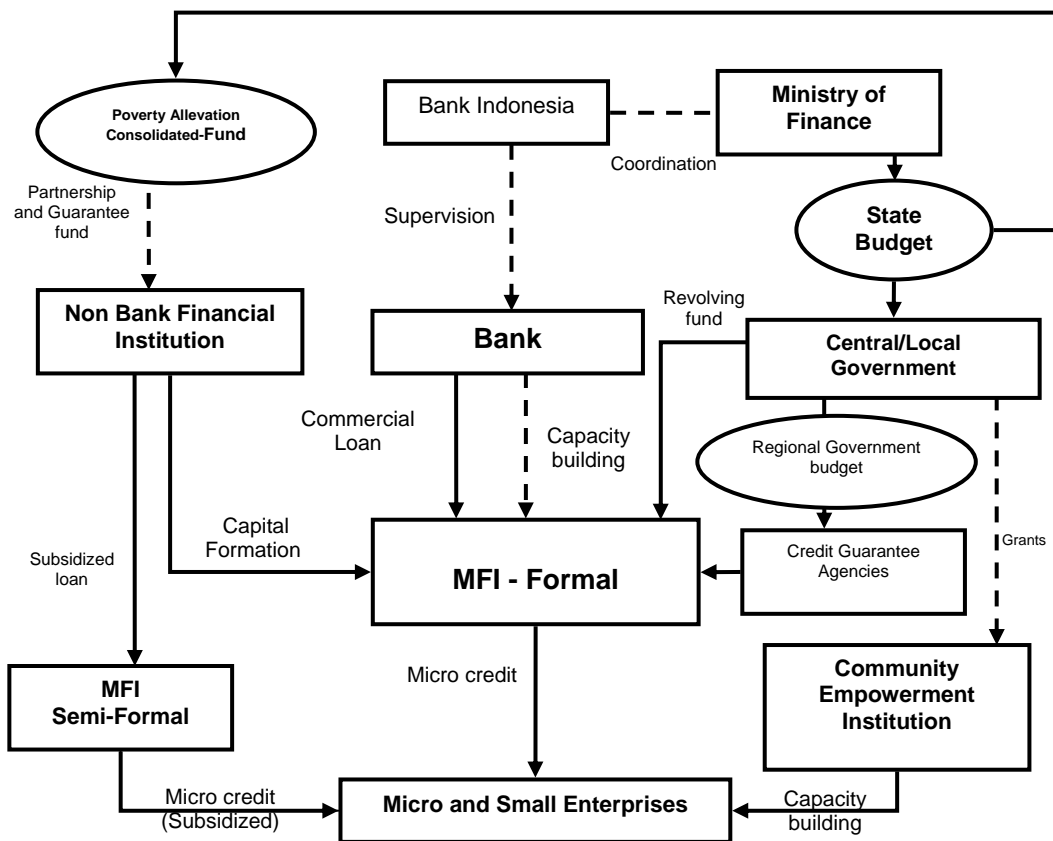 Poverty Allevation
Consolidated-Fund
Bank Indonesia
Ministry of
Finance
Coordination
Partnership
and Guarantee
fund
Supervision
State
Budget
Non Bank Financial
Institution
Bank
Revolving
fund
Central/Local
Government
Commercial
Loan
Capacity
building
Regional Government
budget
Capital
Formation
Subsidized
loan
MFI - Formal
Credit Guarantee
Agencies
Grants
MFI
Semi-Formal
Micro credit
Community
Empowerment
Institution
Micro credit
(Subsidized)
Micro and Small Enterprises
Capacity
building